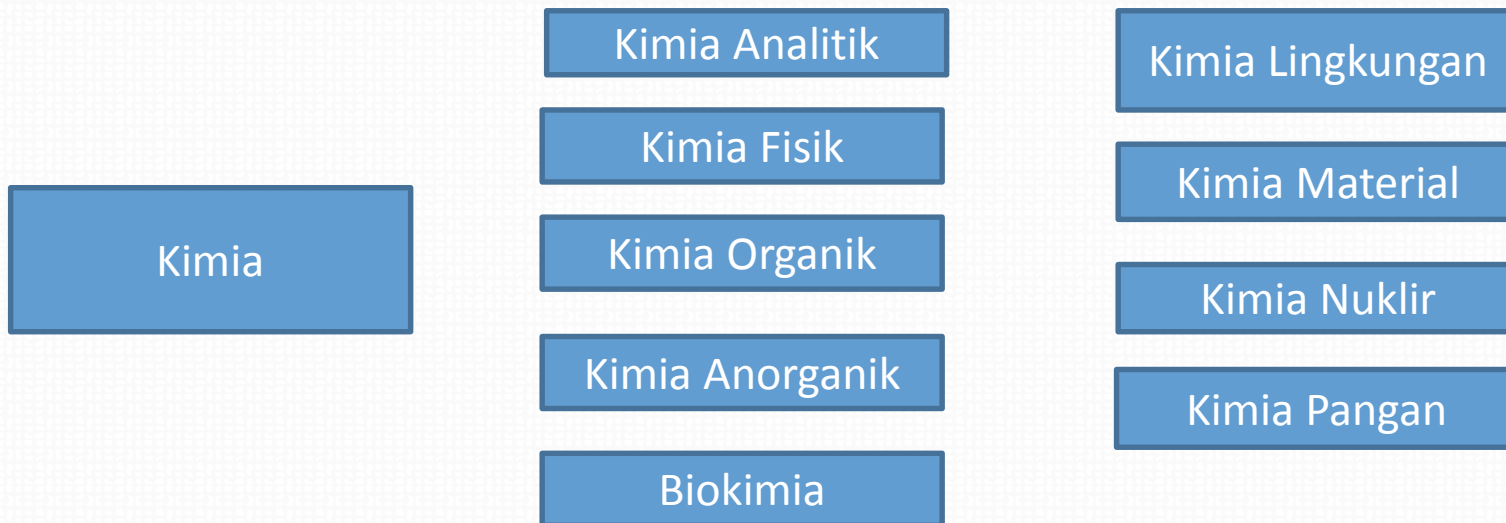 Kimia
Kimia Analitik
Kimia Fisik
Kimia Organik
Kimia Anorganik
Biokimia
Kimia Lingkungan
Kimia Material
Kimia Nuklir
Kimia Pangan